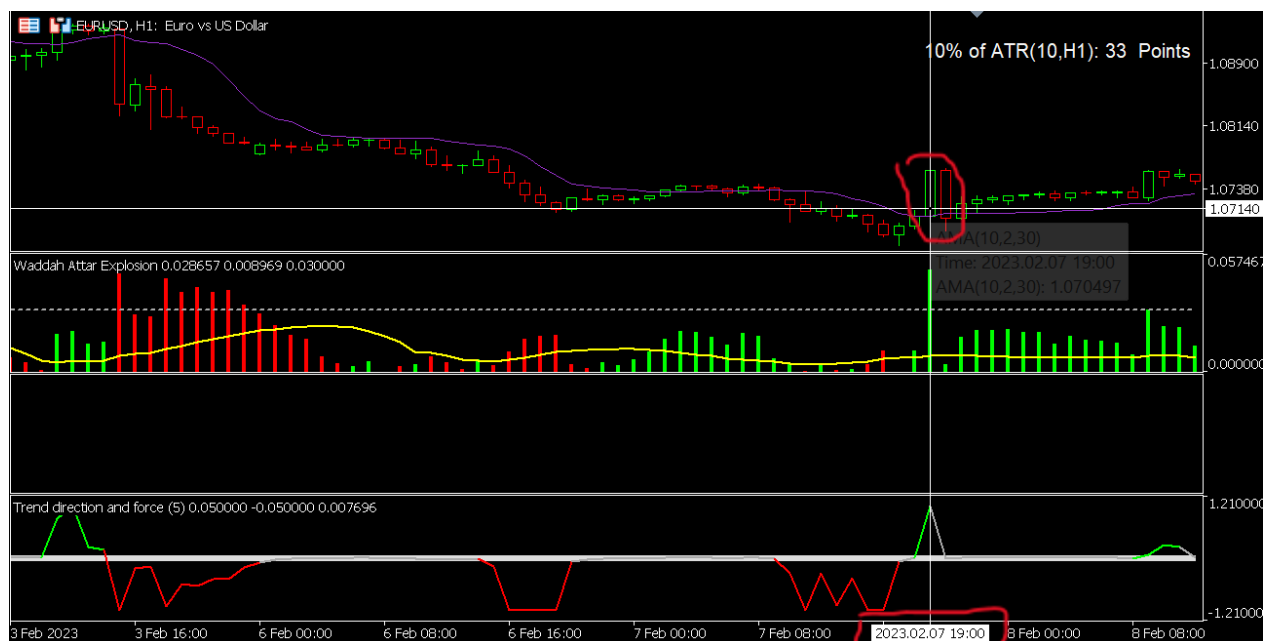 EURUSD, H1: Euro vs US Dollar
10% of ATR(10,H1): 33 Points
1.08900
1.08140
1.07380
1.07140
AMA(10,2,30)
Time: 2023.02.07 19:00
AMA(10,2,30): 1.070497
Waddah Attar Explosion 0.028657 0.008969 0.030000
0.057467
0.000000
Trend direction and force (5) 0.050000 -0.050000 0.007696
1.210000
-1.210000
3 Feb 2023
3 Feb 16:00
6 Feb 00:00
6 Feb 08:00
6 Feb 16:00
7 Feb 00:00
7 Feb 08:00
2023.02.07 19:00
8 Feb 00:00
8 Feb 08:00